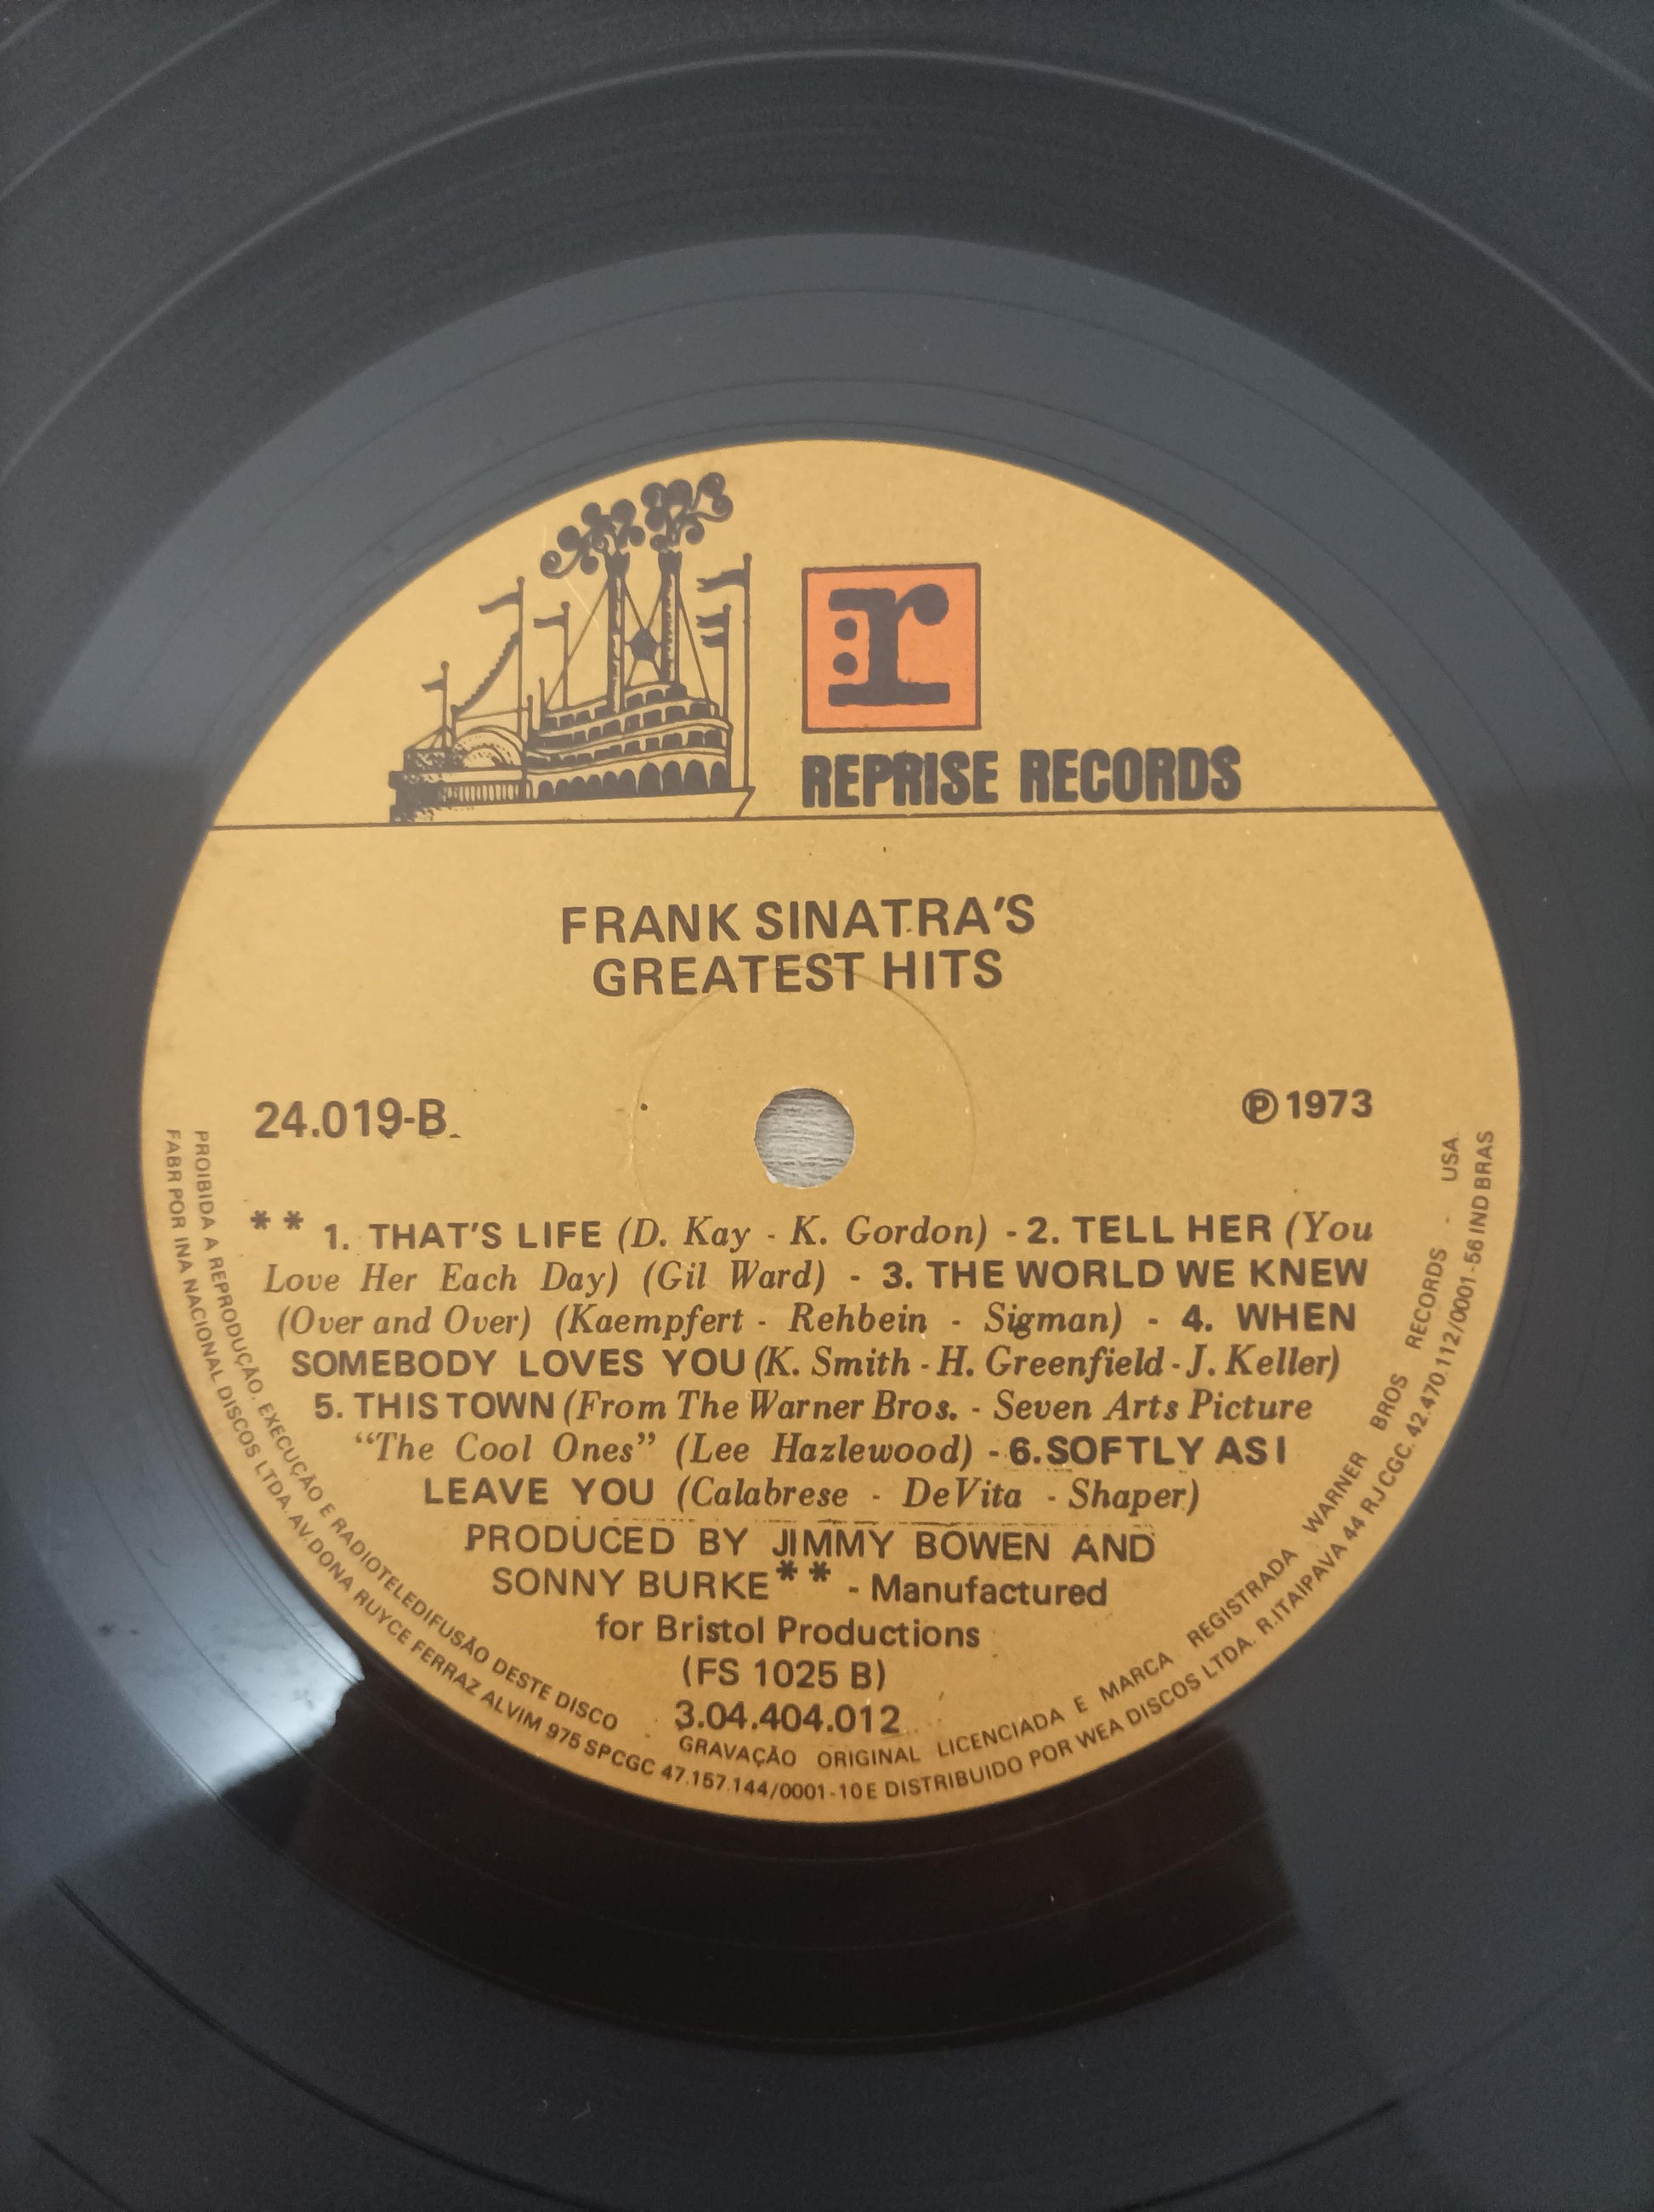 r
REPRISE RECORDS
FRANK SINATRA'S
GREATEST HITS
24.019-B
℗ 1973
** 1. THAT'S LIFE (D. Kay - K. Gordon) - 2. TELL HER (You
Love Her Each Day) (Gil Ward) - 3. THE WORLD WE KNEW
(Over and Over) (Kaempfert - Rehbein - Sigman) - 4. WHEN
SOMEBODY LOVES YOU (K. Smith - H. Greenfield - J. Keller)
5. THIS TOWN (From The Warner Bros. - Seven Arts Picture
“The Cool Ones” (Lee Hazlewood) - 6. SOFTLY AS I
LEAVE YOU (Calabrese - DeVita - Shaper)
PRODUCED BY JIMMY BOWEN AND
SONNY BURKE ** - Manufactured
for Bristol Productions
(FS 1025 B)
3.04.404.012
PROIBIDA A REPRODUÇÃO, EXECUÇÃO E RADIOTELEDIFUSÃO DESTE DISCO - GRAVAÇÃO ORIGINAL LICENCIADA E MARCA REGISTRADA WARNER BROS RECORDS - USA
FABR POR INA NACIONAL DISCOS LTDA. AV. DONA RUYCE FERRAZ ALVIM 975 SPCGC 47.157.144/0001-10 E DISTRIBUIDO POR WEA DISCOS LTDA. R. ITAIPAVA 44 RJ CGC. 42.470.112/0001-56 IND BRAS